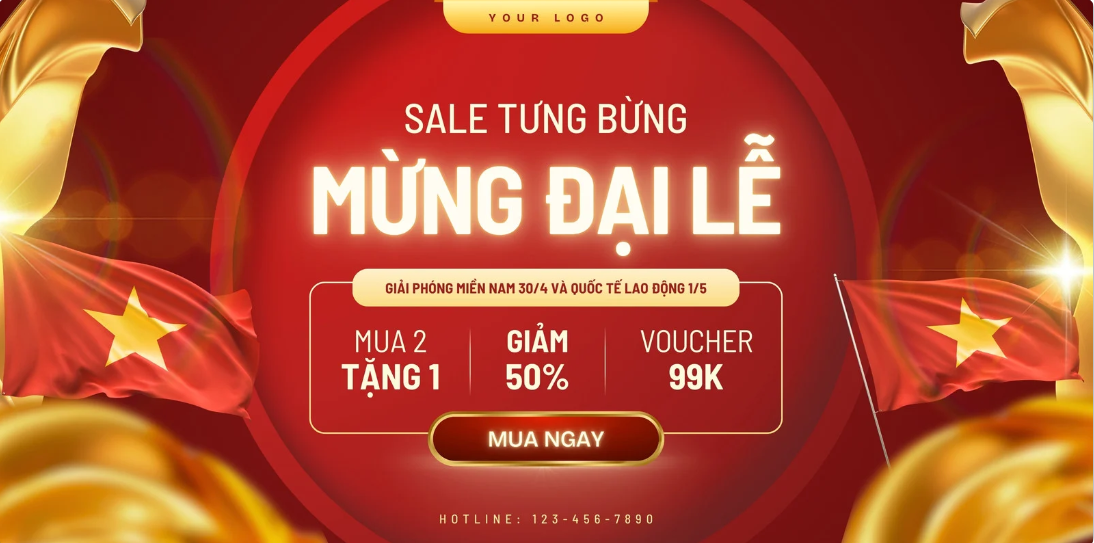 YOUR LOGO
SALE TƯNG BỪNG
MỪNG ĐẠI LỄ
GIẢI PHÓNG MIỀN NAM 30/4 VÀ QUỐC TẾ LAO ĐỘNG 1/5
MUA 2
TẶNG 1
GIẢM
50%
VOUCHER
99K
MUA NGAY
HOTLINE: 123-456-7890